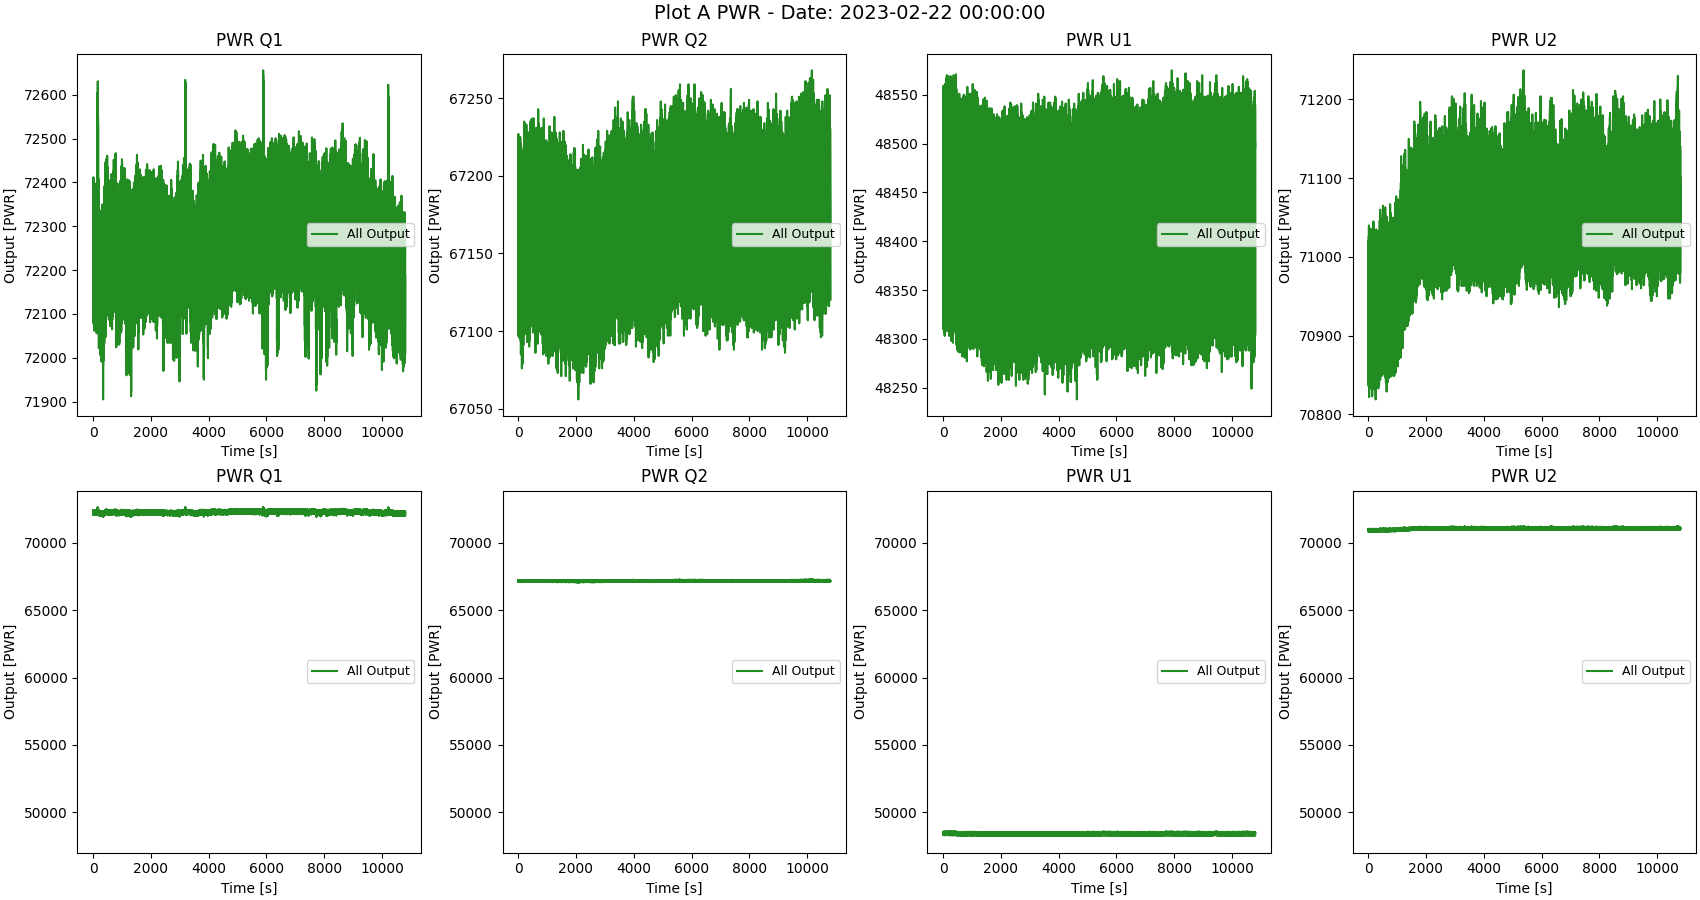 Plot A PWR - Date: 2023-02-22 00:00:00
PWR Q1
Output [PWR]
72600
72500
72400
72300
72200
72100
72000
71900
All Output
0 2000 4000 6000 8000 10000
Time [s]
PWR Q2
Output [PWR]
67250
67200
67150
67100
67050
All Output
0 2000 4000 6000 8000 10000
Time [s]
PWR U1
Output [PWR]
48550
48500
48450
48400
48350
48300
48250
All Output
0 2000 4000 6000 8000 10000
Time [s]
PWR U2
Output [PWR]
71200
71100
71000
70900
70800
All Output
0 2000 4000 6000 8000 10000
Time [s]
PWR Q1
Output [PWR]
70000
65000
60000
55000
50000
All Output
0 2000 4000 6000 8000 10000
Time [s]
PWR Q2
Output [PWR]
70000
65000
60000
55000
50000
All Output
0 2000 4000 6000 8000 10000
Time [s]
PWR U1
Output [PWR]
70000
65000
60000
55000
50000
All Output
0 2000 4000 6000 8000 10000
Time [s]
PWR U2
Output [PWR]
70000
65000
60000
55000
50000
All Output
0 2000 4000 6000 8000 10000
Time [s]